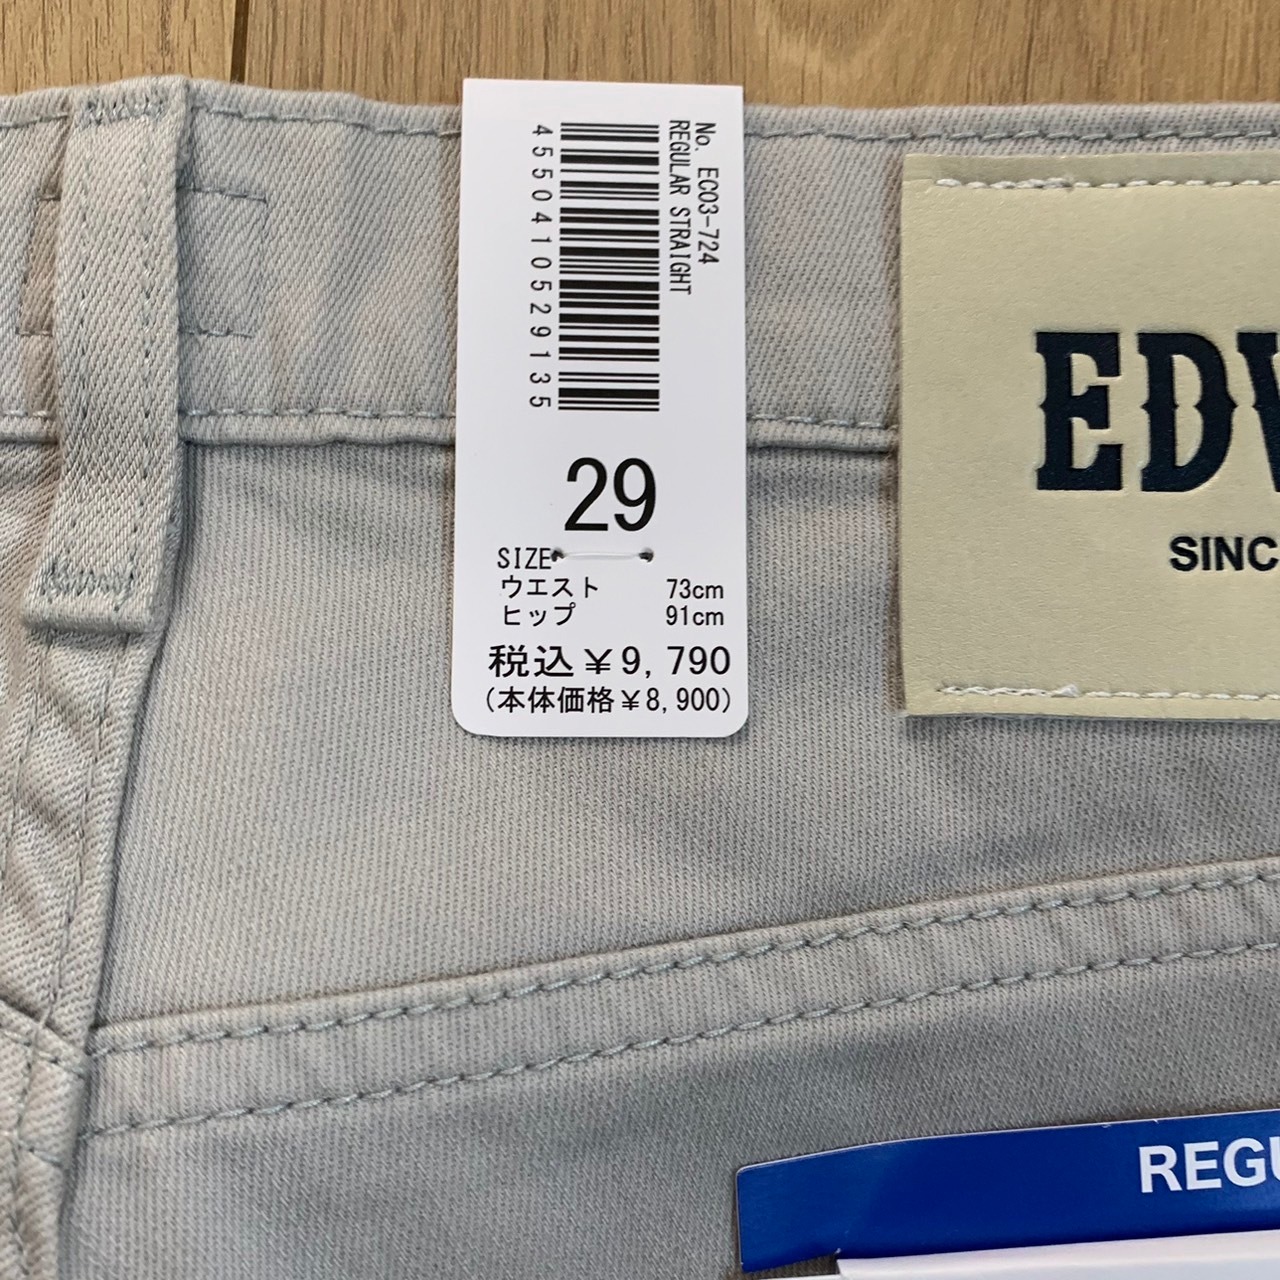 No. EC03-724
REGULAR STRAIGHT
4550410529135
29
SIZE
ウエスト 73cm
ヒップ 91cm
税込¥9,790
(本体価格¥8,900)
EDW
SINC
REGU